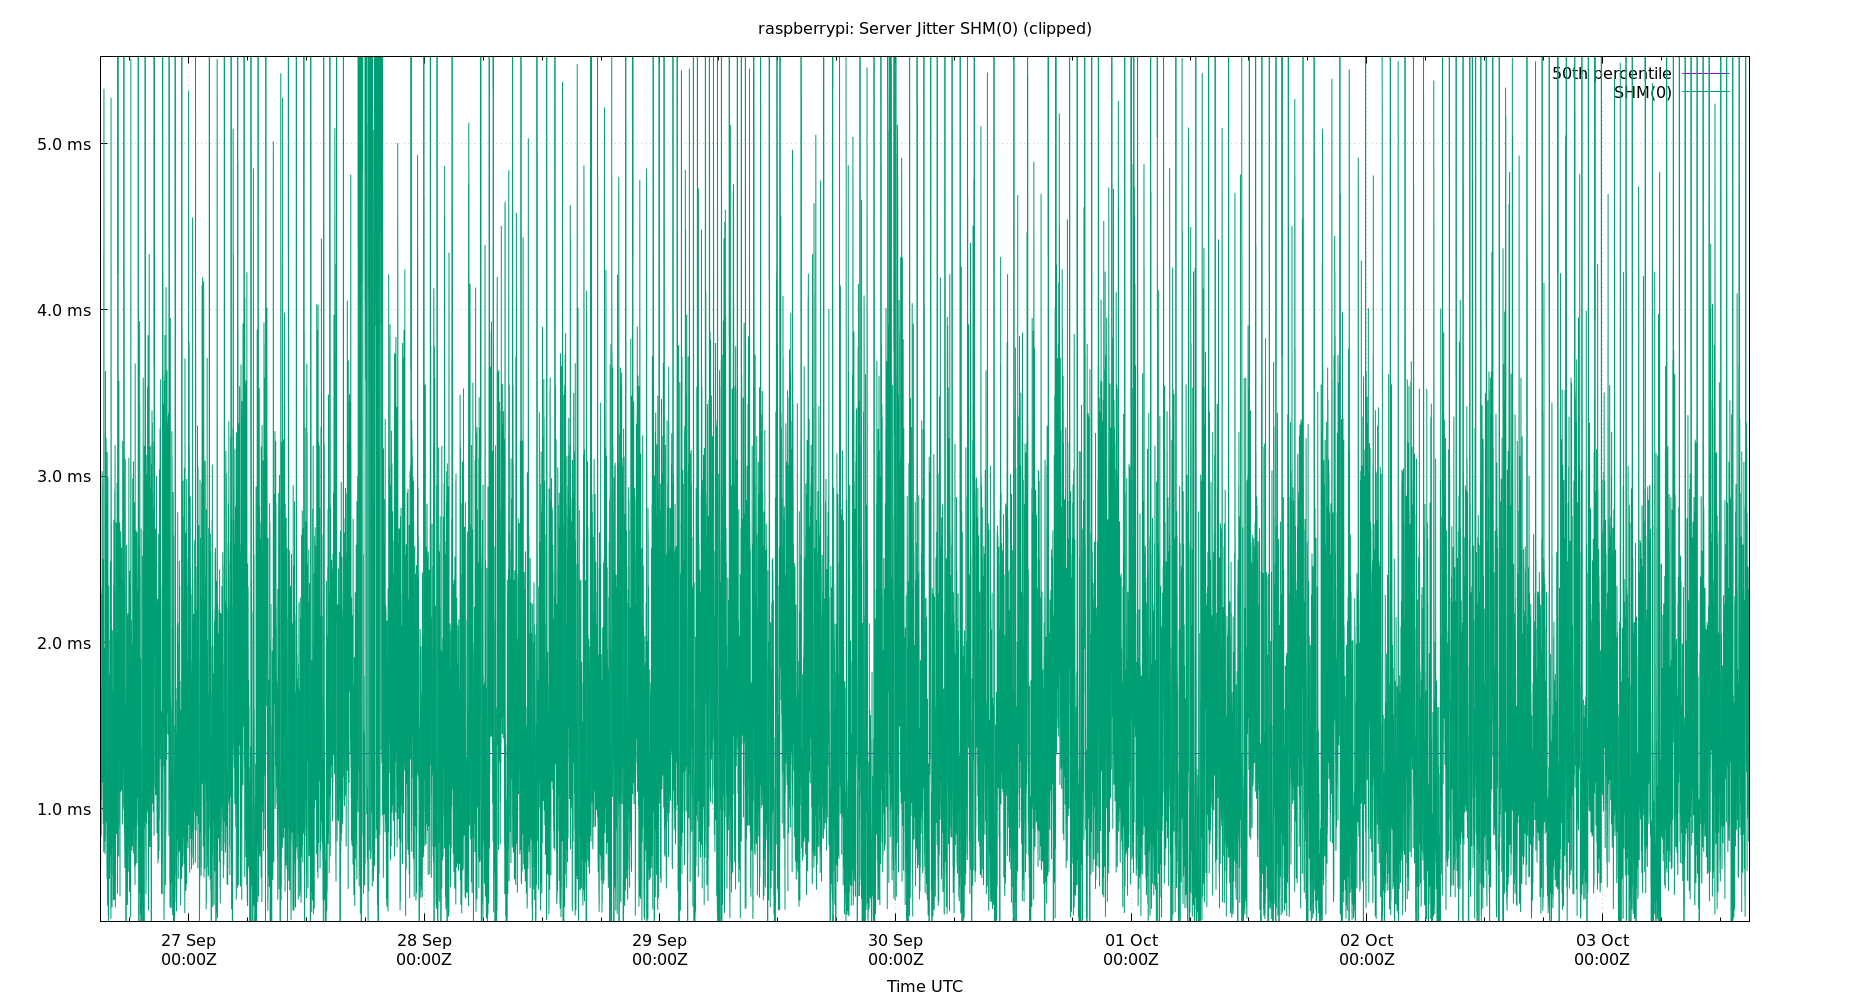 raspberrypi: Server Jitter SHM(0) (clipped)
50th percentile
SHM(0)
5.0 ms
4.0 ms
3.0 ms
2.0 ms
1.0 ms
27 Sep 28 Sep 29 Sep 30 Sep 01 Oct 02 Oct 03 Oct
00:00Z 00:00Z 00:00Z 00:00Z 00:00Z 00:00Z 00:00Z
Time UTC